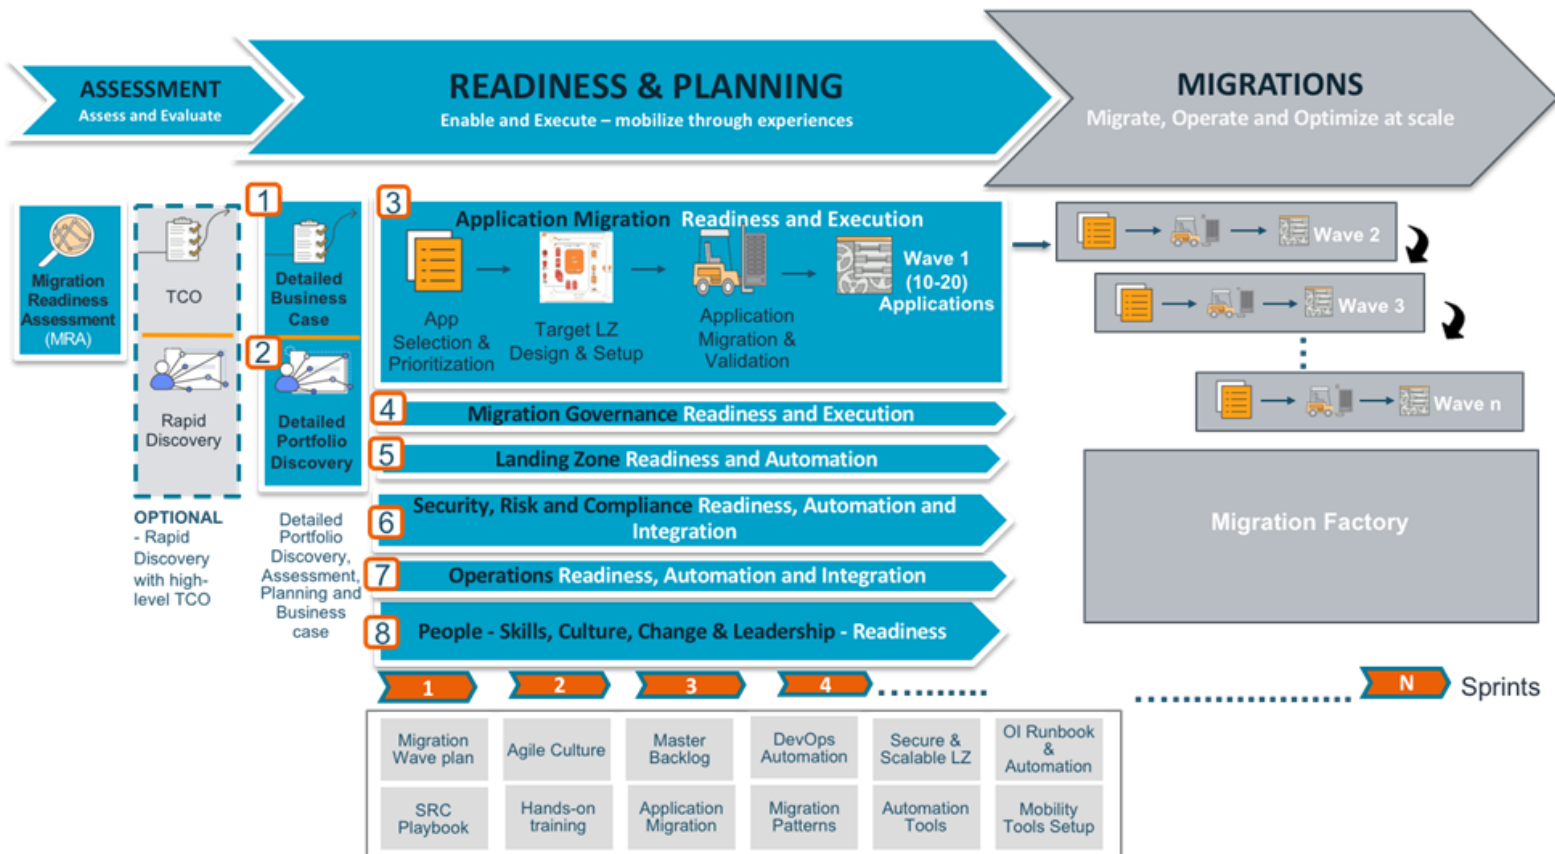 ASSESSMENT
Assess and Evaluate
READINESS & PLANNING
Enable and Execute – mobilize through experiences
MIGRATIONS
Migrate, Operate and Optimize at scale
Migration
Readiness
Assessment
(MRA)
TCO
Rapid
Discovery
OPTIONAL
- Rapid
Discovery
with high-
level TCO
1
Detailed
Business
Case
2
Detailed
Portfolio
Discovery
Detailed
Portfolio
Discovery,
Assessment,
Planning and
Business
case
3
Application Migration Readiness and Execution
App
Selection &
Prioritization
Target LZ
Design & Setup
Application
Migration &
Validation
Wave 1
(10-20)
Applications
4
Migration Governance Readiness and Execution
5
Landing Zone Readiness and Automation
6
Security, Risk and Compliance Readiness, Automation and
Integration
7
Operations Readiness, Automation and Integration
8
People - Skills, Culture, Change & Leadership - Readiness
Wave 2
Wave 3
Wave n
Migration Factory
1
2
3
4
N
Sprints
Migration
Wave plan
Agile Culture
Master
Backlog
DevOps
Automation
Secure &
Scalable LZ
OI Runbook
&
Automation
SRC
Playbook
Hands-on
training
Application
Migration
Migration
Patterns
Automation
Tools
Mobility
Tools Setup